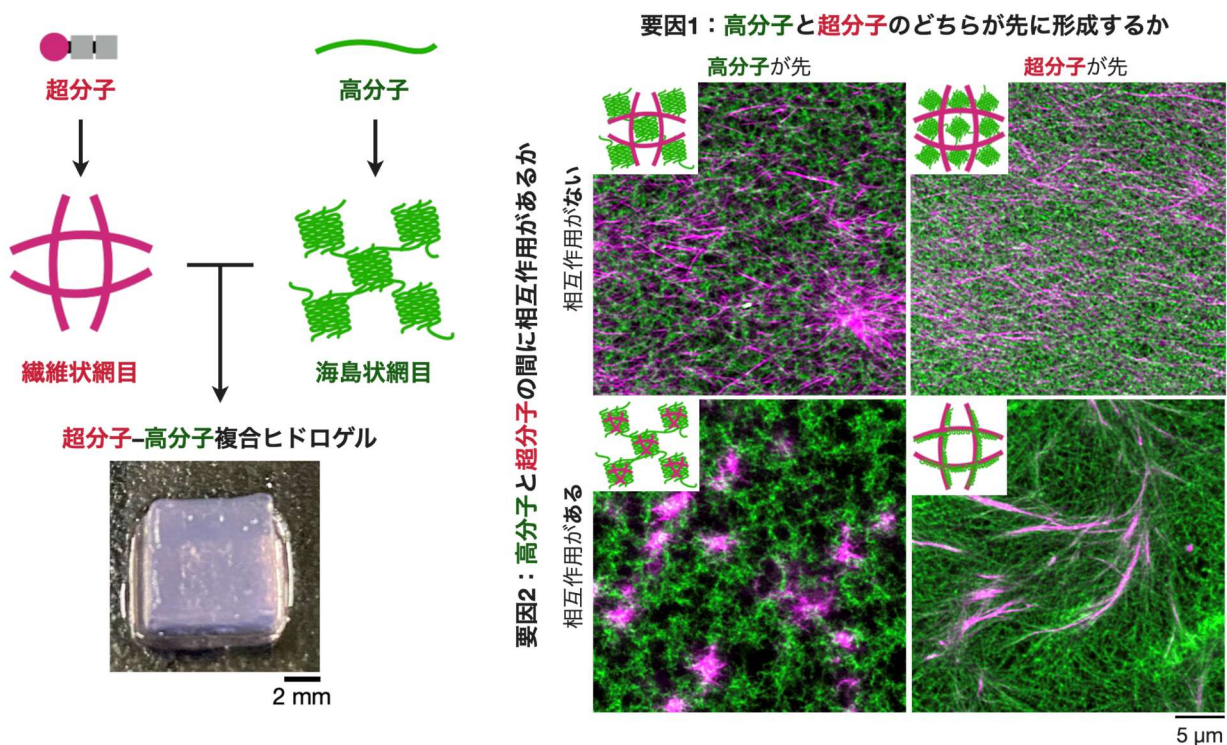 超分子
高分子
繊維状網目
海島状網目
超分子–高分子複合ヒドロゲル
2 mm
要因1：高分子と超分子のどちらが先に形成するか
高分子が先
超分子が先
要因2：高分子と超分子の間に相互作用があるか
相互作用がない
相互作用がある
5 µm